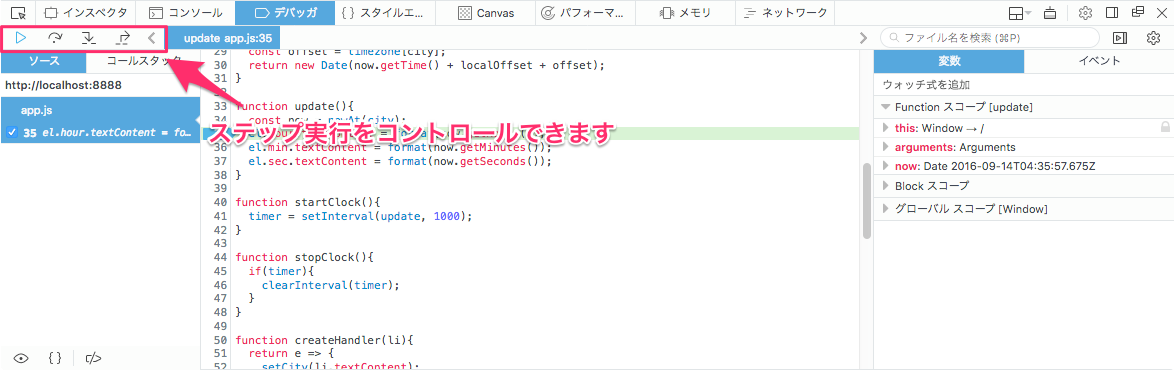 インスペクタ コンソール デバッガ スタイルエ... Canvas パフォーマ... メモリ ネットワーク
update app.js:35 ファイル名を検索 (⌘P)
ソース コールスタック 変数 イベント
http://localhost:8888
app.js
35 el.hour.textContent = fo…
29 const offset = timezone[city];
30 return new Date(now.getTime() + localOffset + offset);
31 }
32
33 function update(){
34 const now = nowAt(city);
ステップ実行をコントロールできます
36 el.min.textContent = format(now.getMinutes());
37 el.sec.textContent = format(now.getSeconds());
38 }
39
40 function startClock(){
41 timer = setInterval(update, 1000);
42 }
43
44 function stopClock(){
45 if(timer){
46 clearInterval(timer);
47 }
48 }
49
50 function createHandler(li){
51 return e => {
52 setCity(li.textContent);
ウォッチ式を追加
Function スコープ [update]
this: Window → /
arguments: Arguments
now: Date 2016-09-14T04:35:57.675Z
Block スコープ
グローバル スコープ [Window]